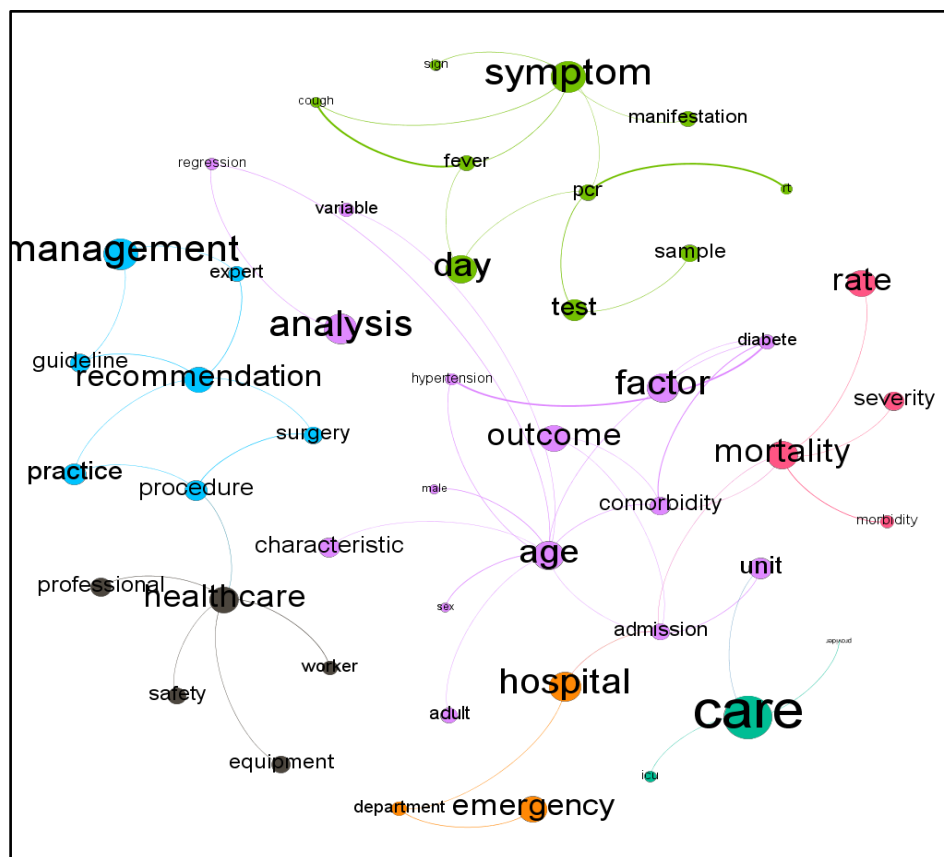 sign
symptom
cough
manifestation
fever
regression
pcr
rt
variable
management
expert
day
sample
rate
test
analysis
guideline
recommendation
hypertension
diabete
factor
severity
surgery
outcome
mortality
practice
procedure
male
comorbidity
morbidity
characteristic
age
unit
professional
healthcare
sex
admission
provider
worker
safety
hospital
adult
care
equipment
icu
department
emergency